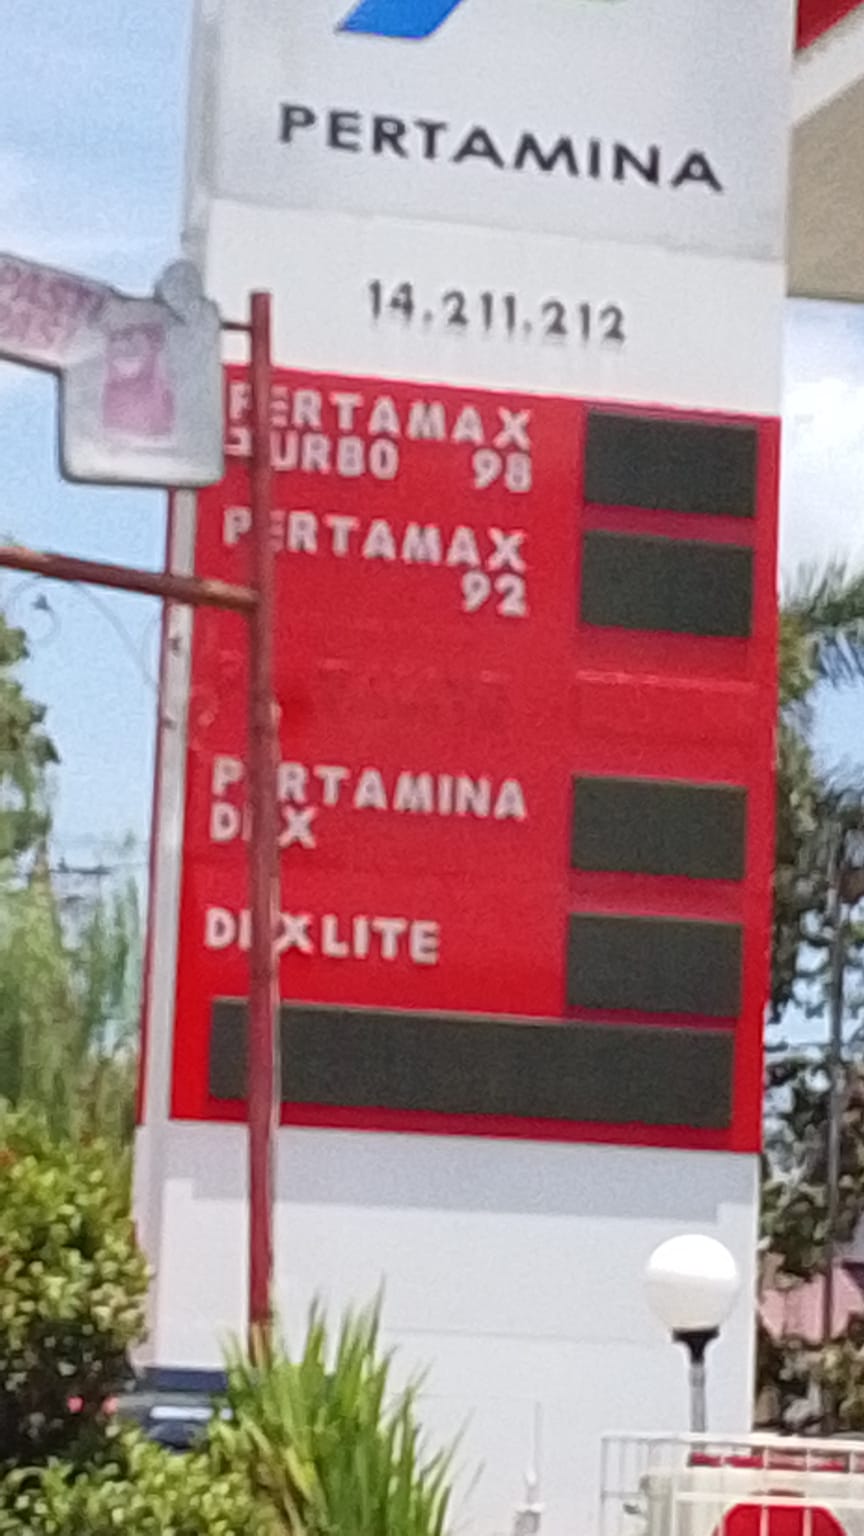 PERTAMINA
14.211.212
PERTAMAX
TURBO 98
PERTAMAX
92
PERTAMINA
DEX
DEXLITE